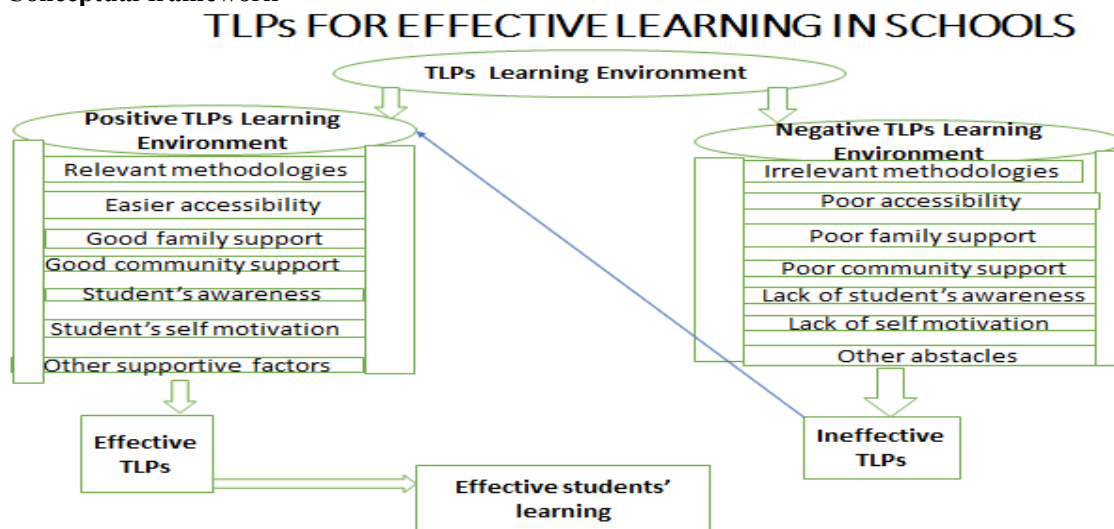 Conceptual framework
TLPs FOR EFFECTIVE LEARNING IN SCHOOLS
TLPs Learning Environment
Positive TLPs Learning
Environment
Relevant methodologies
Easier accessibility
Good family support
Good community support
Student's awareness
Student's self motivation
Other supportive factors
Effective
TLPs
Effective students'
learning
Negative TLPs Learning
Environment
Irrelevant methodologies
Poor accessibility
Poor family support
Poor community support
Lack of student's awareness
Lack of self motivation
Other abstacles
Ineffective
TLPs